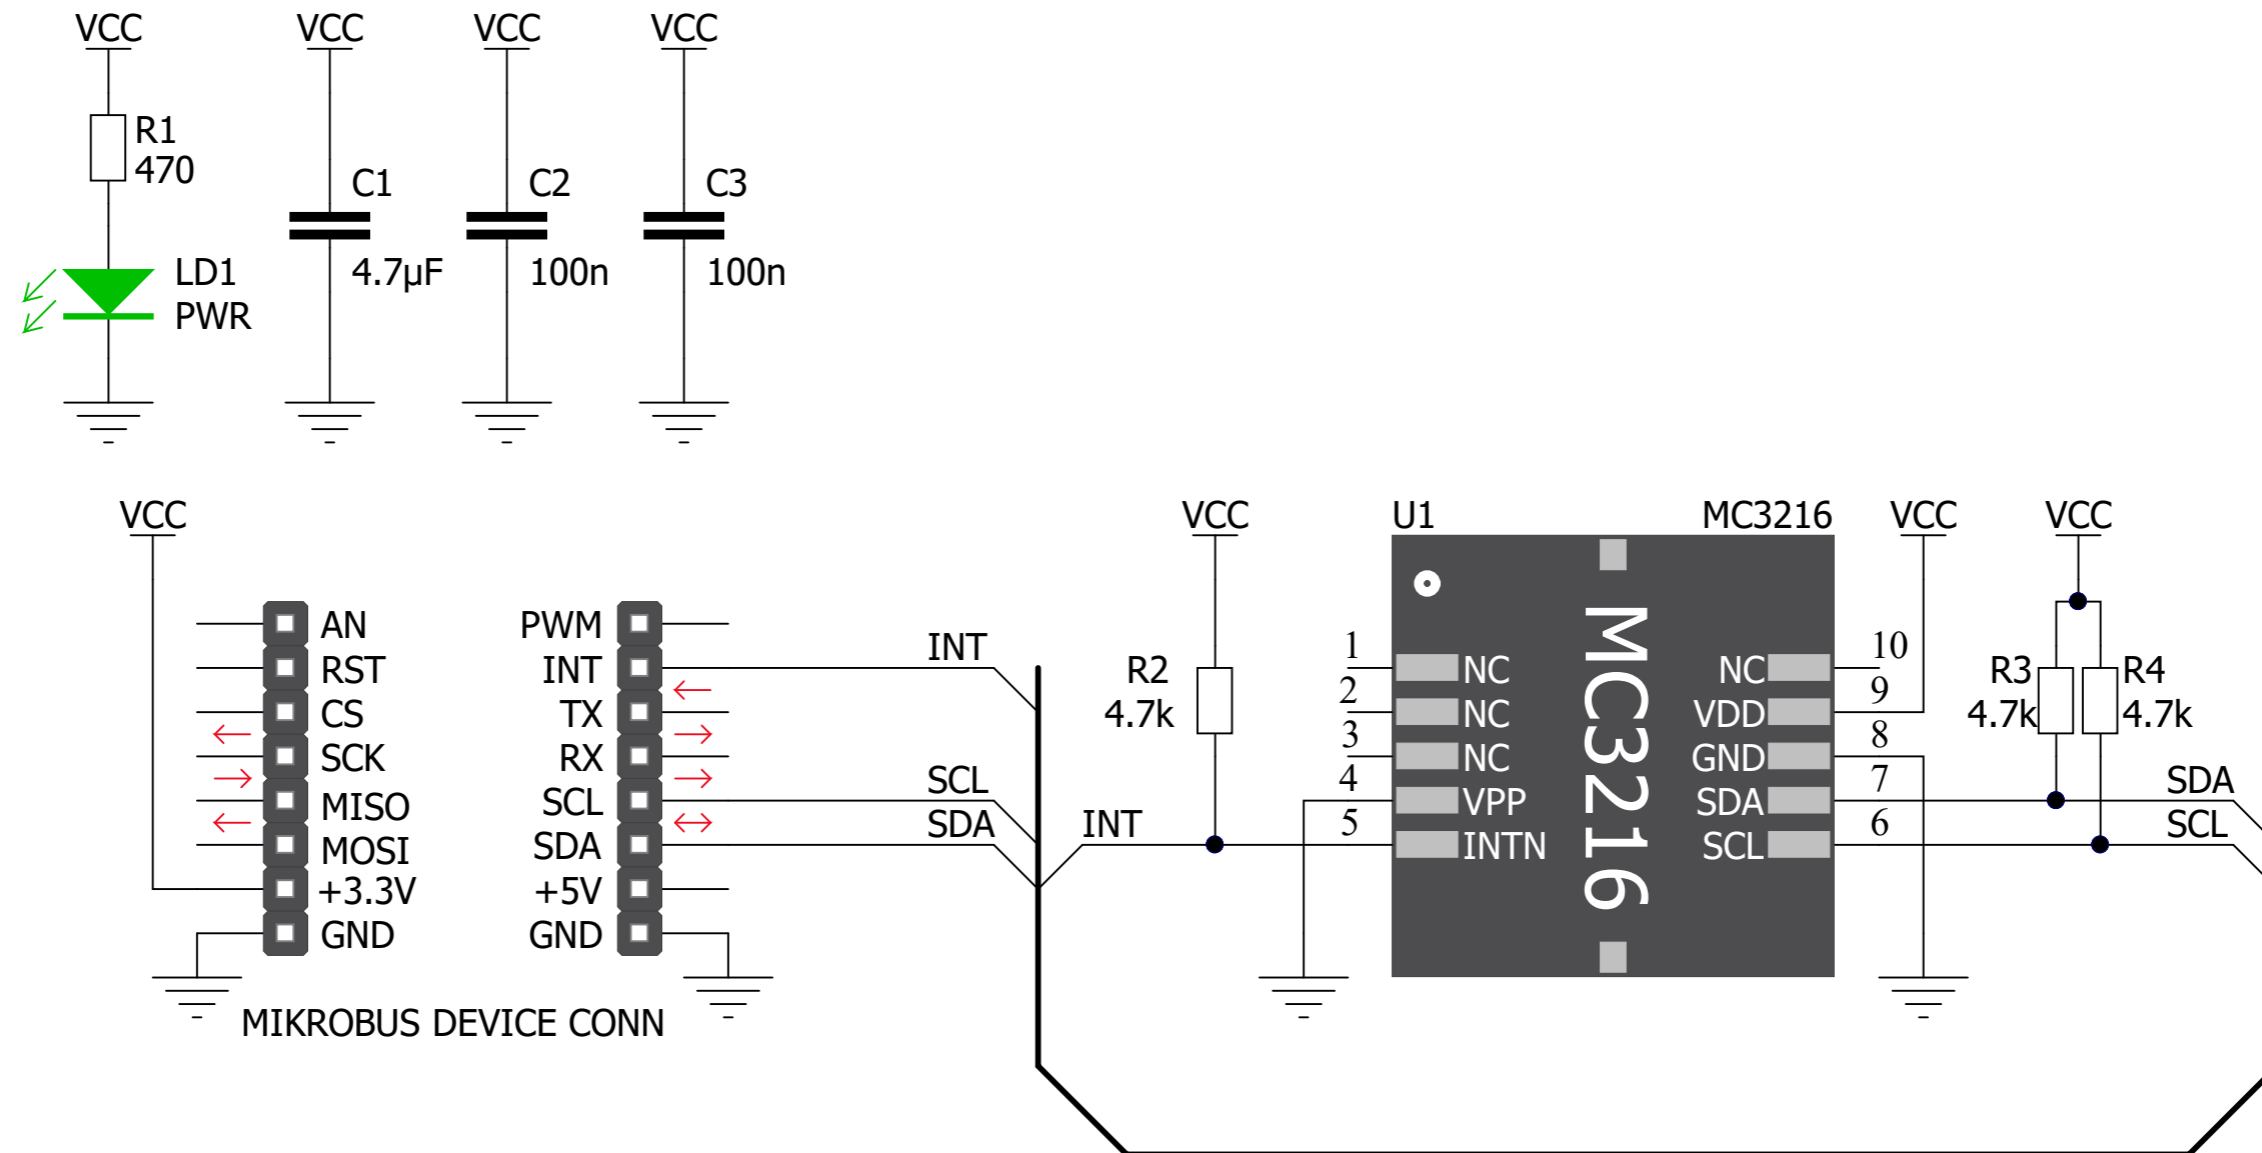 VCC VCC VCC VCC
R1
470
C1 C2 C3
4.7µF 100n 100n
LD1
PWR
VCC VCC U1 MC3216 VCC VCC
AN PWM
RST INT
CS TX
SCK RX
MISO SCL
MOSI SDA
+3.3V +5V
GND GND
MIKROBUS DEVICE CONN
INT
SCL
SDA
INT
R2
4.7k
1 NC
2 NC
3 NC
4 VPP
5 INTN
MC3216
NC 10
VDD 9
GND 8
SDA 7
SCL 6
R3 R4
4.7k 4.7k
SDA
SCL